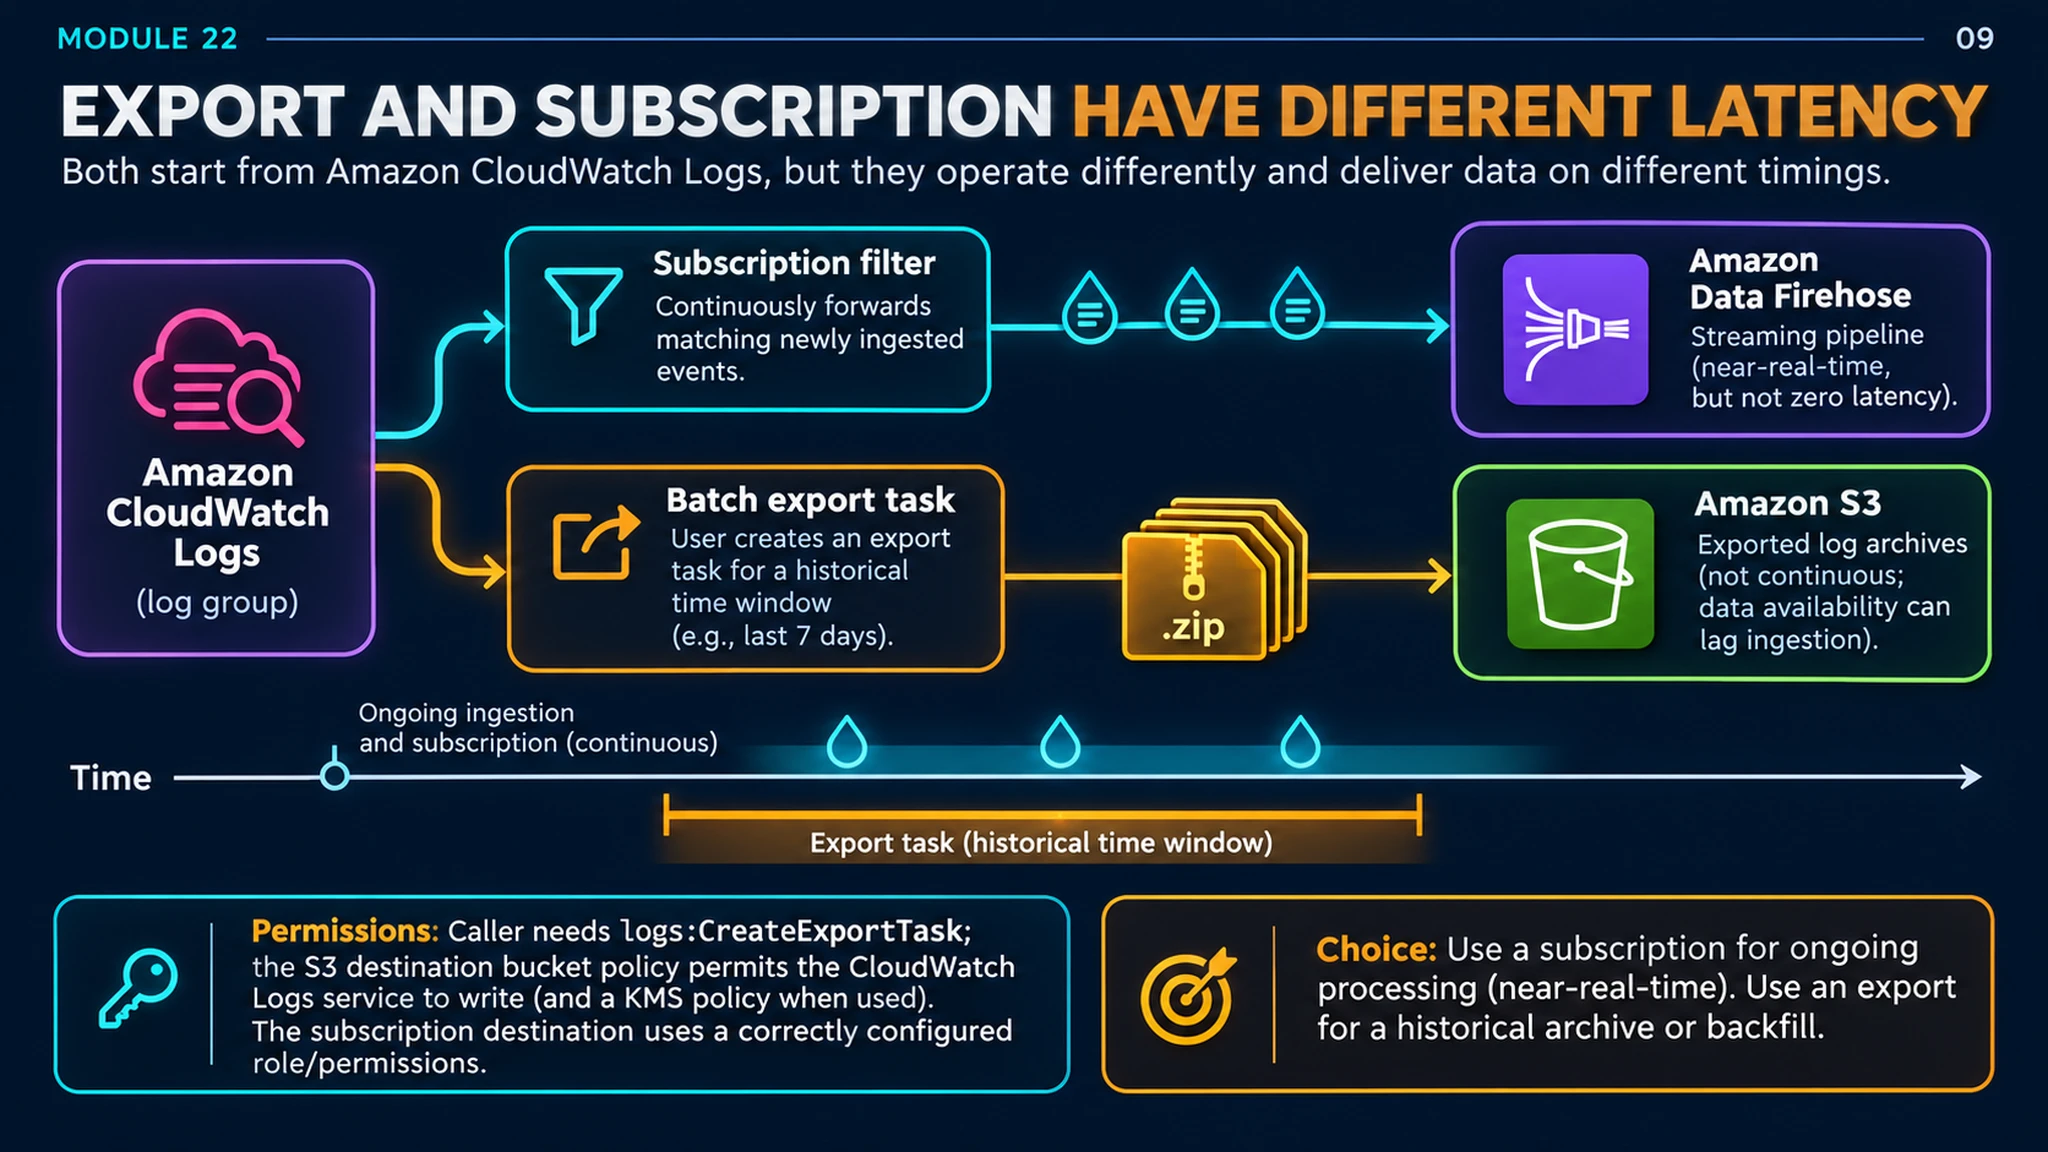 MODULE 22
09
EXPORT AND SUBSCRIPTION HAVE DIFFERENT LATENCY
Both start from Amazon CloudWatch Logs, but they operate differently and deliver data on different timings.
Amazon
CloudWatch
Logs
(log group)
Subscription filter
Continuously forwards
matching newly ingested
events.
Amazon
Data Firehose
Streaming pipeline
(near-real-time,
but not zero latency).
Batch export task
User creates an export
task for a historical
time window
(e.g., last 7 days).
.zip
Amazon S3
Exported log archives
(not continuous;
data availability can
lag ingestion).
Ongoing ingestion
and subscription (continuous)
Time
Export task (historical time window)
Permissions: Caller needs logs:CreateExportTask;
the S3 destination bucket policy permits the CloudWatch
Logs service to write (and a KMS policy when used).
The subscription destination uses a correctly configured
role/permissions.
Choice: Use a subscription for ongoing
processing (near-real-time). Use an export
for a historical archive or backfill.